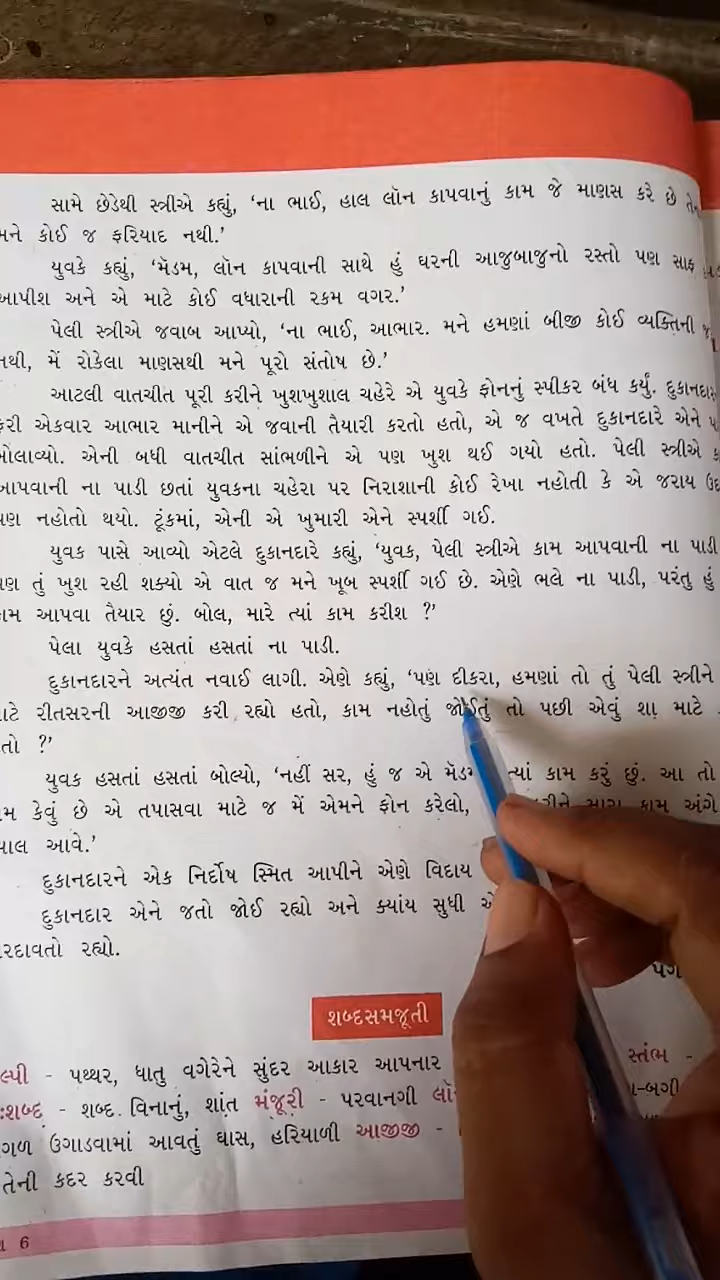 સામે છેડેથી સ્ત્રીએ કહ્યું, ‘ના ભાઈ, હાલ લૉન કાપવાનું કામ જે માણસ કરે છે
મને કોઈ જ ફરિયાદ નથી.’
યુવકે કહ્યું, ‘મૅડમ, લૉન કાપવાની સાથે હું ઘરની આજુબાજુનો રસ્તો પણ સાફ
આપીશ અને એ માટે કોઈ વધારાની રકમ વગર.’
પેલી સ્ત્રીએ જવાબ આપ્યો, ‘ના ભાઈ, આભાર. મને હમણાં બીજી કોઈ વ્યક્તિની
નથી, મેં રોકેલા માણસથી મને પૂરો સંતોષ છે.’
આટલી વાતચીત પૂરી કરીને ખુશખુશાલ ચહેરે એ યુવકે ફોનનું સ્પીકર બંધ કર્યું.
ફરી એકવાર આભાર માનીને એ જવાની તૈયારી કરતો હતો, એ જ વખતે દુકાનદારે એને
બોલાવ્યો. એની બધી વાતચીત સાંભળીને એ પણ ખુશ થઈ ગયો હતો. પેલી સ્ત્રીએ
આપવાની ના પાડી છતાં યુવકના ચહેરા પર નિરાશાની કોઈ રેખા નહોતી કે એ જરાય
પણ નહોતો થયો. ટૂંકમાં, એની એ ખુમારી એને સ્પર્શી ગઈ.
યુવક પાસે આવ્યો એટલે દુકાનદારે કહ્યું, ‘યુવક, પેલી સ્ત્રીએ કામ આપવાની ના પાડી
પણ તું ખુશ રહી શક્યો એ વાત જ મને ખૂબ સ્પર્શી ગઈ છે. એણે ભલે ના પાડી, પરંતુ હું
કામ આપવા તૈયાર છું. બોલ, મારે ત્યાં કામ કરીશ ?’
પેલા યુવકે હસતાં હસતાં ના પાડી.
દુકાનદારને અત્યંત નવાઈ લાગી. એણે કહ્યું, ‘પણ દીકરા, હમણાં તો તું પેલી સ્ત્રીને
માટે રીતસરની આજીજી કરી રહ્યો હતો, કામ નહોતું જોઈતું તો પછી એવું શા માટે
તો ?’
યુવક હસતાં હસતાં બોલ્યો, ‘નહીં સર, હું જ એ મૅડમ ત્યાં કામ કરું છું. આ તો
કેવું છે એ તપાસવા માટે જ મેં એમને ફોન કરેલો, મારા કામ અંગે
આવે.’
દુકાનદારને એક નિર્દોષ સ્મિત આપીને એણે વિદાય
દુકાનદાર એને જતો જોઈ રહ્યો અને ક્યાંય સુધી
રહ્યો.
શબ્દસમજૂતી
પથ્થર, ધાતુ વગેરેને સુંદર આકાર આપનાર સ્તંભ -
- શબ્દ વિનાનું, શાંત મંજૂરી - પરવાનગી
ઉગાડવામાં આવતું ઘાસ, હરિયાળી આજીજી -
તેની કદર કરવી
6